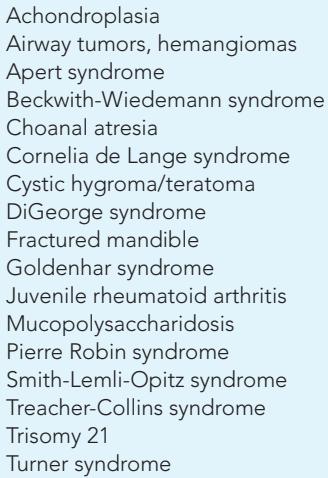 Achondroplasia
Airway tumors, hemangiomas
Apert syndrome
Beckwith-Wiedemann syndrome
Choanal atresia
Cornelia de Lange syndrome
Cystic hygroma/teratoma
DiGeorge syndrome
Fractured mandible
Goldenhar syndrome
Juvenile rheumatoid arthritis
Mucopolysaccharidosis
Pierre Robin syndrome
Smith-Lemli-Opitz syndrome
Treacher-Collins syndrome
Trisomy 21
Turner syndrome